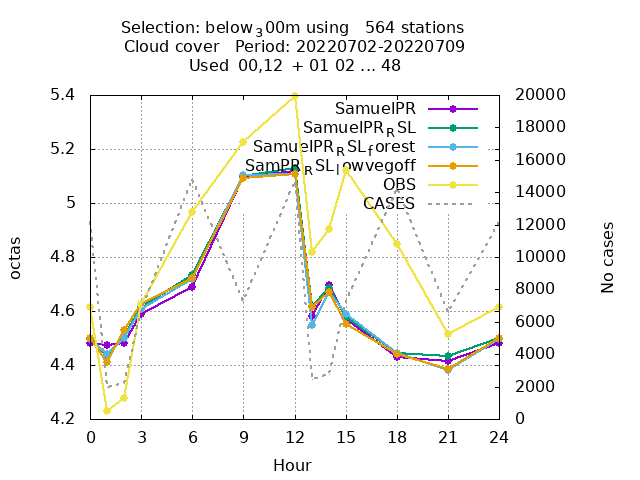 Selection: below₃00m using   564 stations
Cloud cover   Period: 20220702-20220709
Used  00,12  + 01 02 ... 48
5.4
5.2
5
4.8
4.6
4.4
4.2
octas
20000
18000
16000
14000
12000
10000
8000
6000
4000
2000
0
No cases
SamuelPR
SamuelPR_RSL
SamuelPR_RSL_forest
SamPR_RSL_lowvegoff
OBS
CASES
0 3 6 9 12 15 18 21 24
Hour